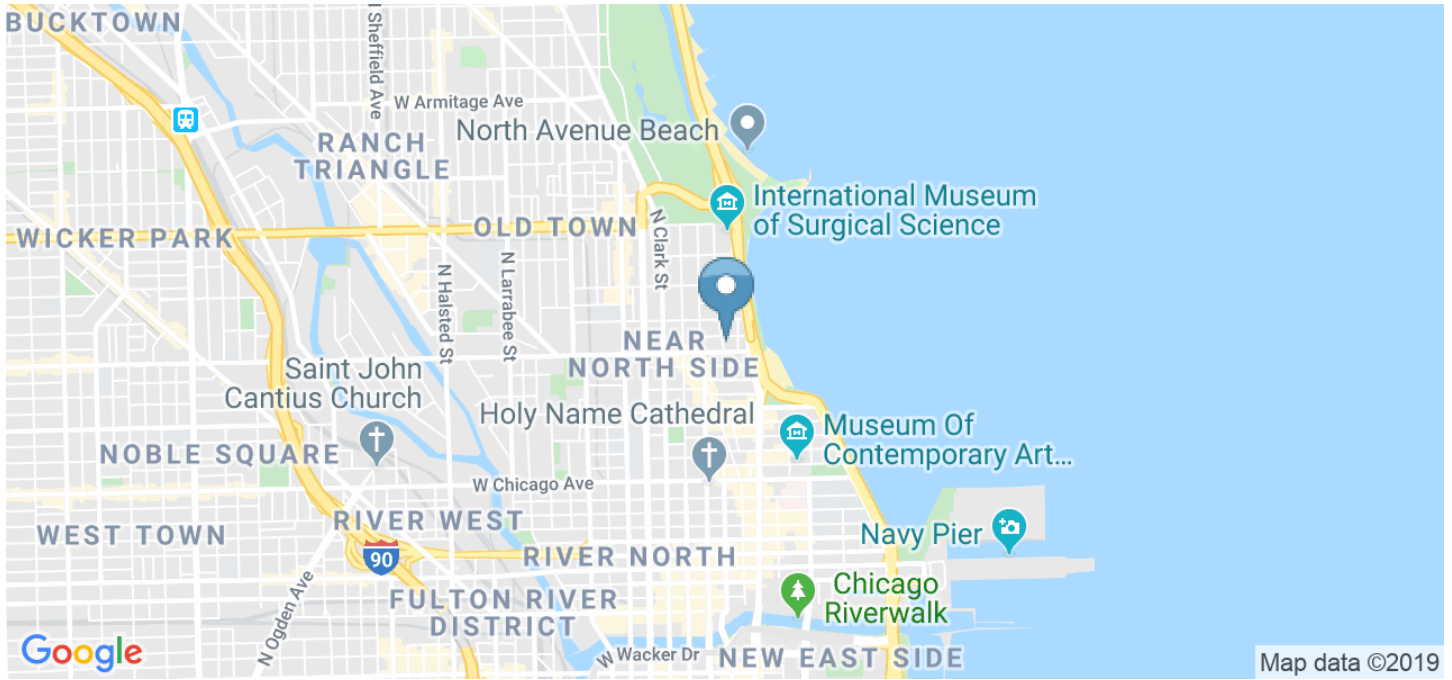 BUCKTOWN
N Sheffield Ave
W Armitage Ave
North Avenue Beach
RANCH
TRIANGLE
International Museum
of Surgical Science
OLD TOWN
WICKER PARK
N Clark St
N Halsted St
N Larrabee St
NEAR
NORTH SIDE
Saint John
Cantius Church
Holy Name Cathedral
Museum Of
Contemporary Art...
NOBLE SQUARE
W Chicago Ave
RIVER WEST
WEST TOWN
Navy Pier
90
RIVER NORTH
Chicago
Riverwalk
FULTON RIVER
DISTRICT
N Ogden Ave
W Wacker Dr
NEW EAST SIDE
Google
Map data ©2019